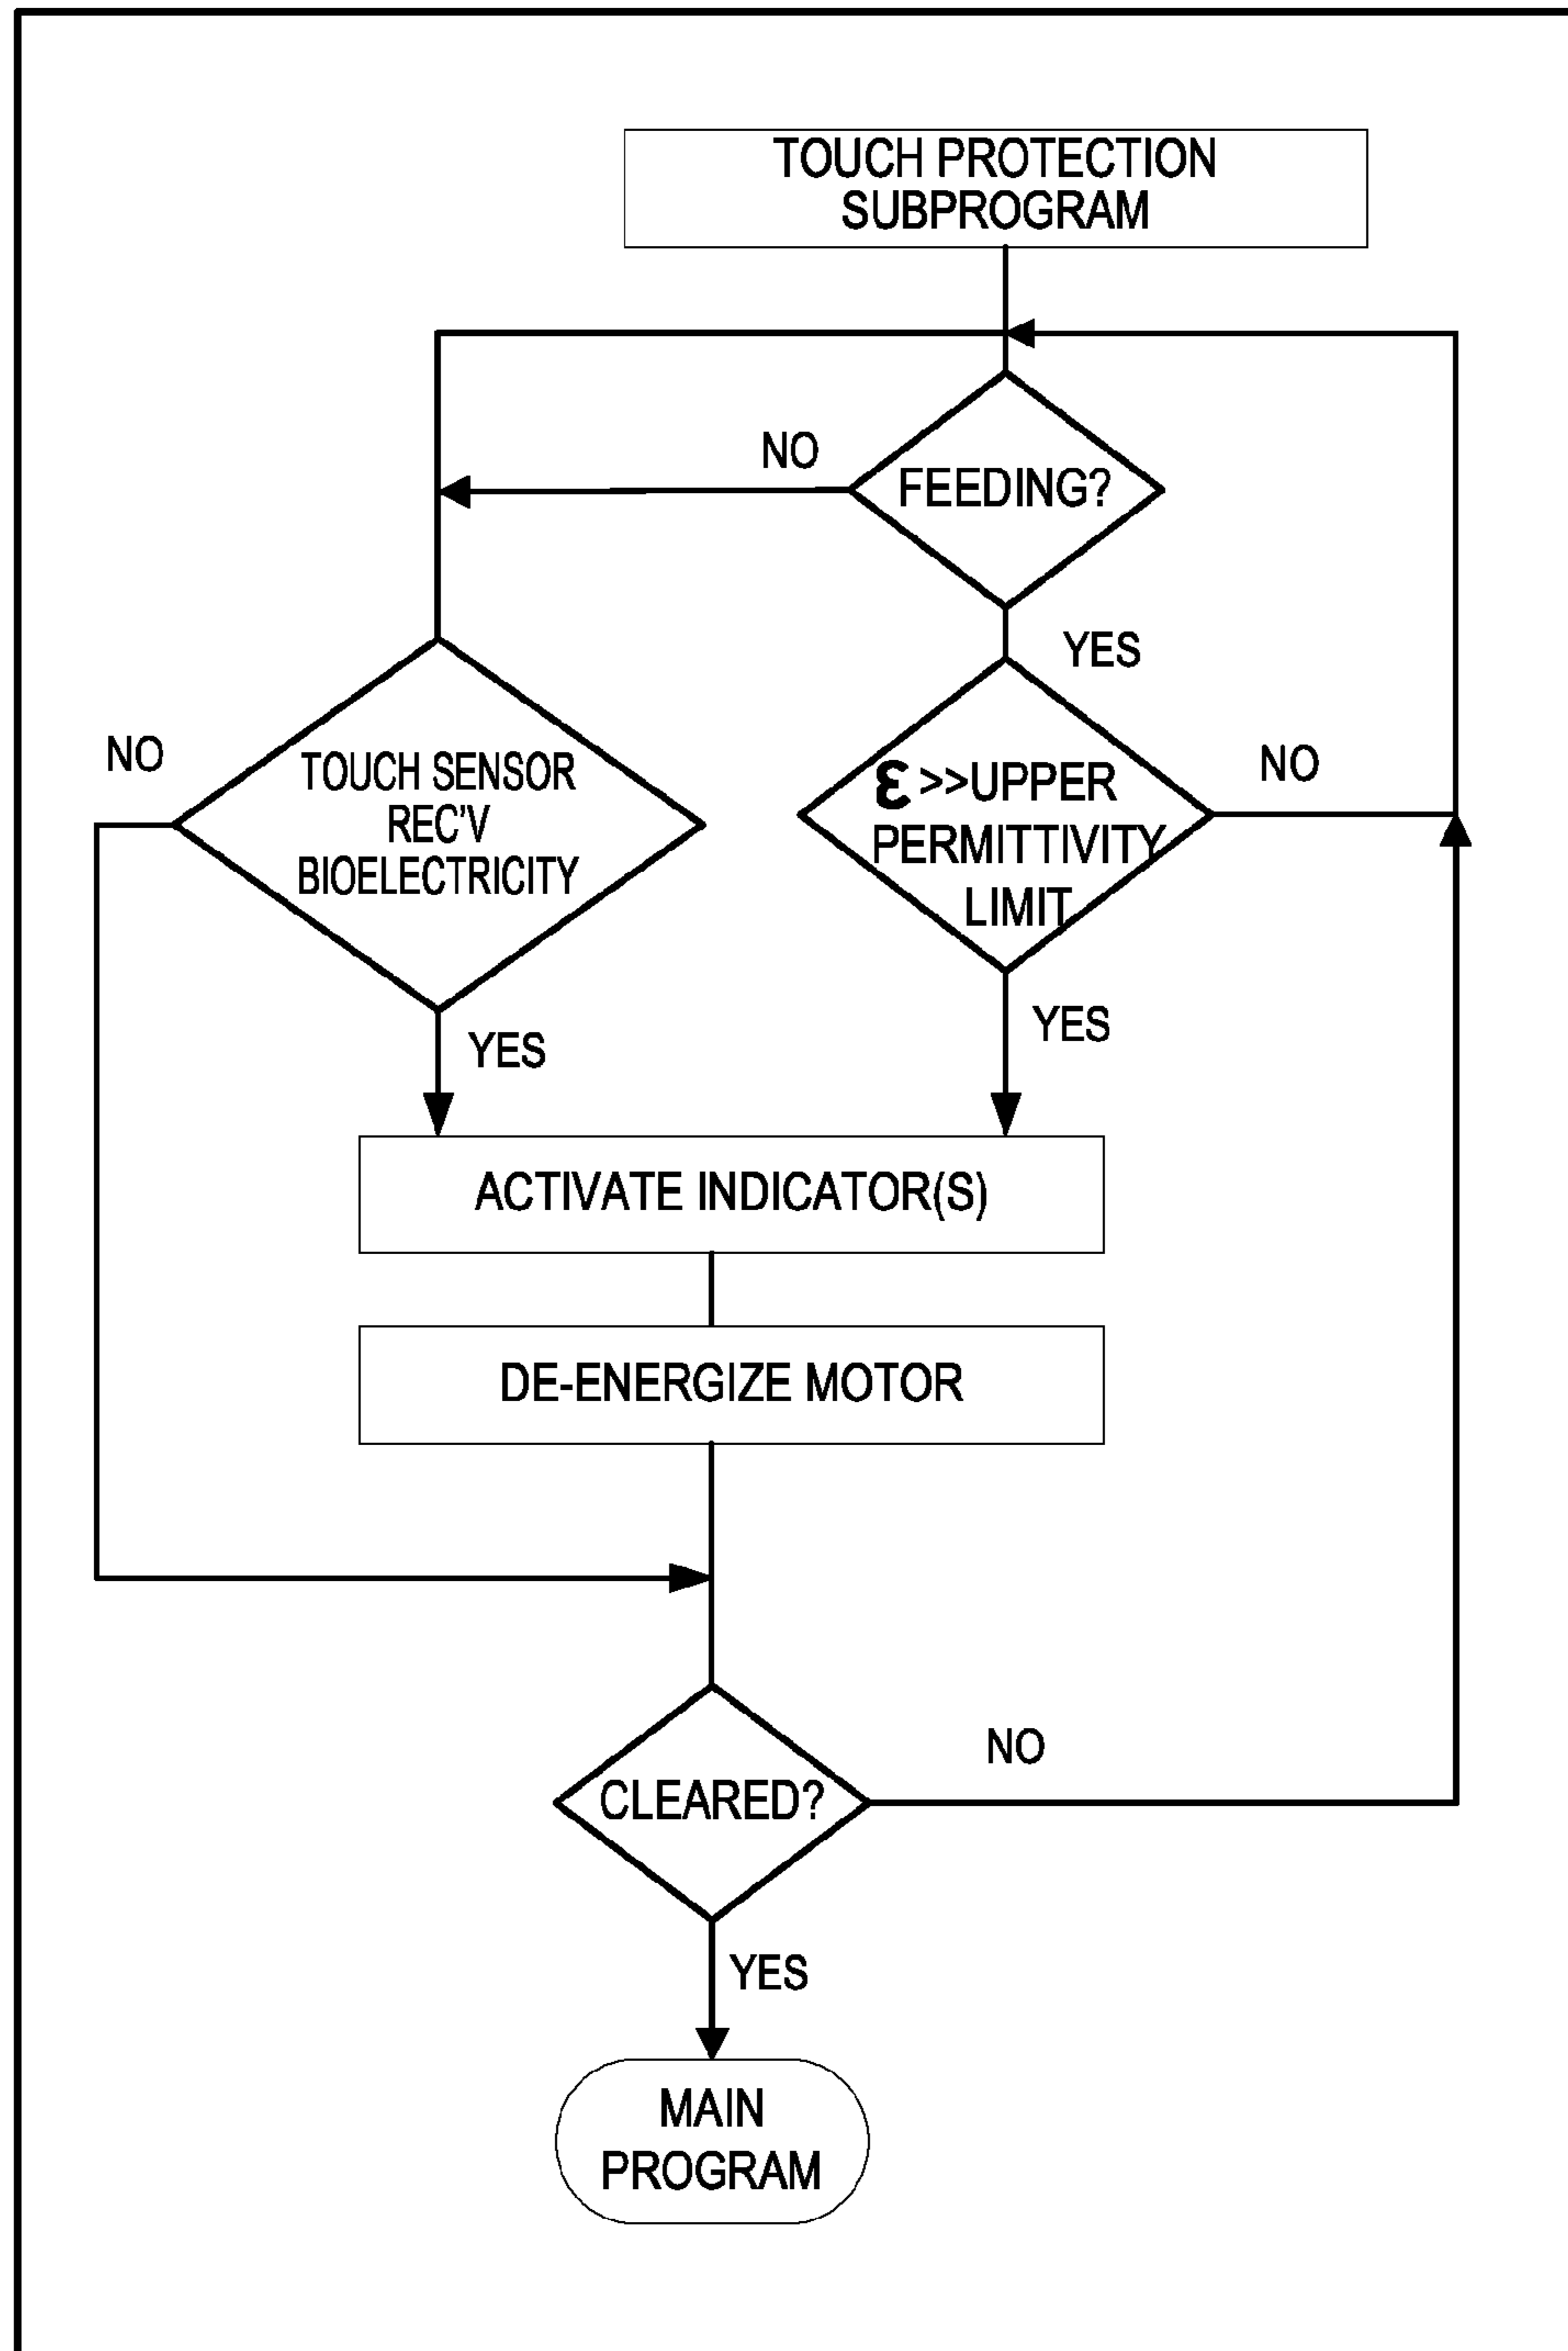 TOUCH PROTECTION
SUBPROGRAM
NO
FEEDING?
YES
NO
TOUCH SENSOR
REC'V
BIOELECTRICITY
ε >>UPPER
PERMITTIVITY
LIMIT
NO
YES
YES
ACTIVATE INDICATOR(S)
DE-ENERGIZE MOTOR
CLEARED?
NO
YES
MAIN
PROGRAM